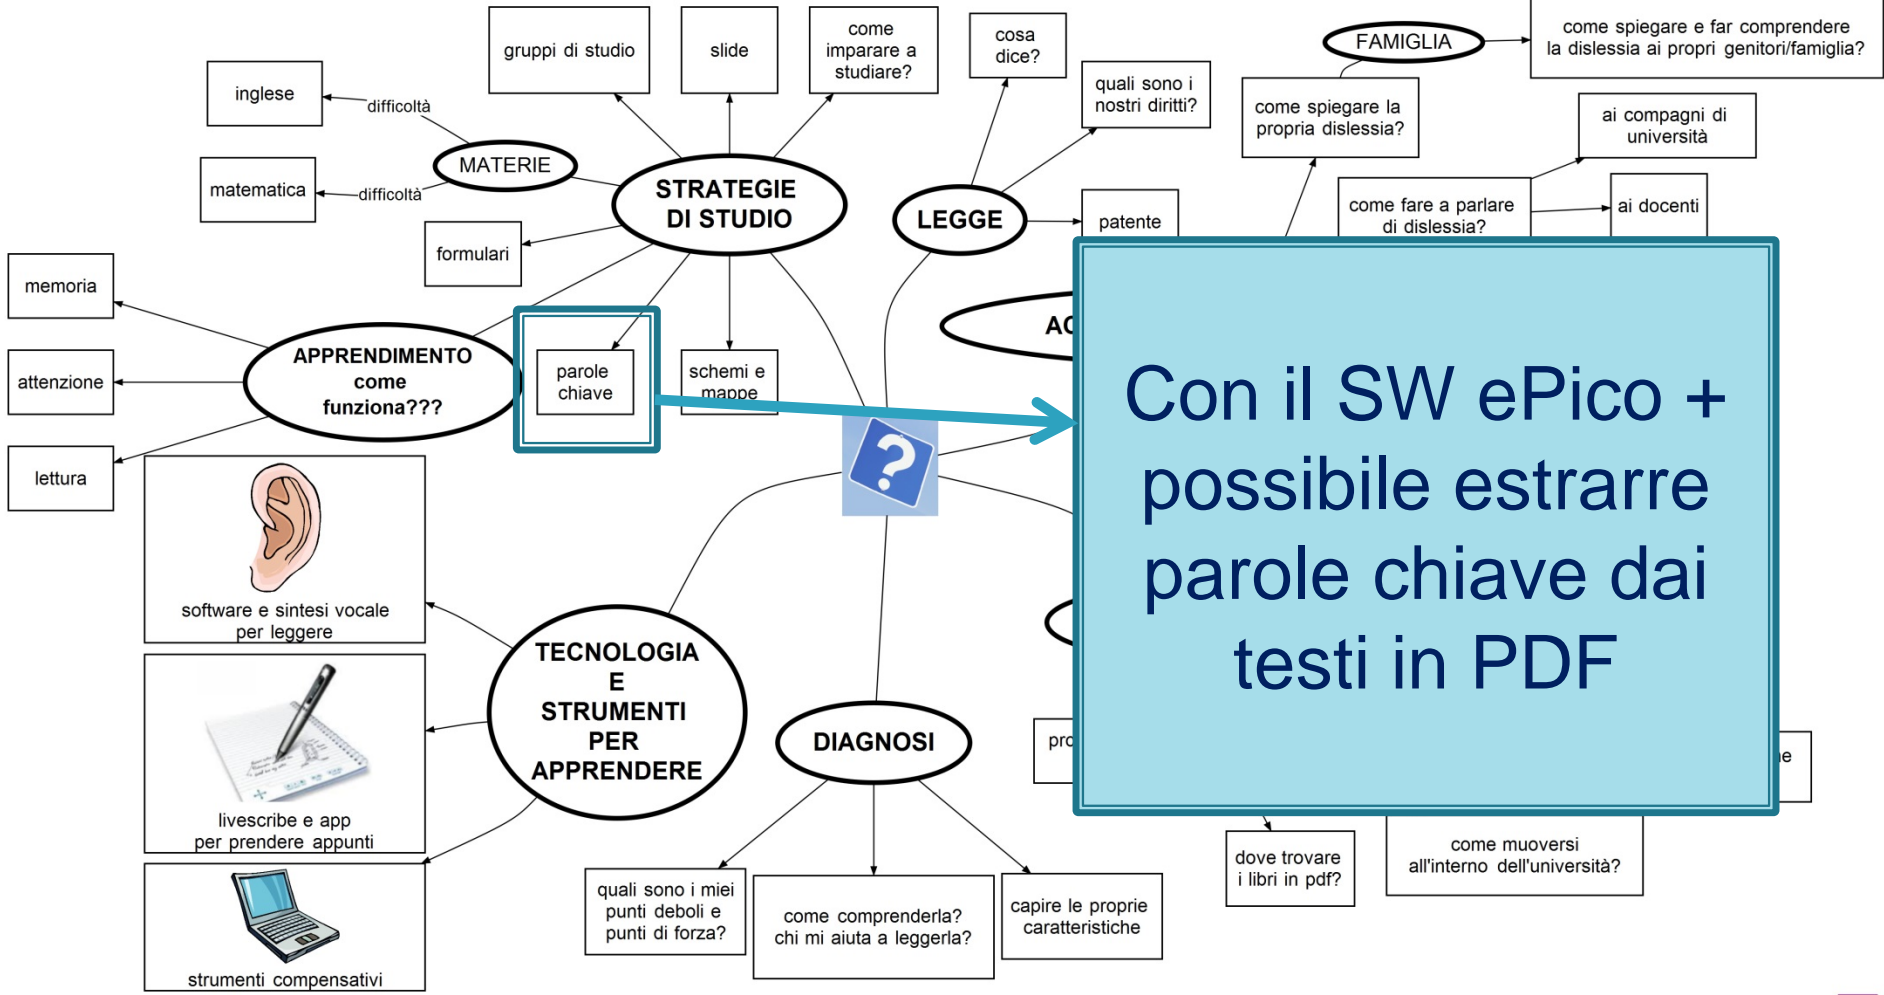 gruppi di studio
slide
come
imparare a
studiare?
cosa
dice?
FAMIGLIA
come spiegare e far comprendere
la dislessia ai propri genitori/famiglia?
inglese
difficoltà
quali sono i
nostri diritti?
come spiegare la
propria dislessia?
ai compagni di
università
MATERIE
matematica
difficoltà
STRATEGIE
DI STUDIO
LEGGE
patente
come fare a parlare
di dislessia?
ai docenti
formulari
memoria
attenzione
lettura
APPRENDIMENTO
come
funziona???
parole
chiave
schemi e
mappe
?
Con il SW ePico +
possibile estrarre
parole chiave dai
testi in PDF
software e sintesi vocale
per leggere
livescribe e app
per prendere appunti
strumenti compensativi
TECNOLOGIA
E
STRUMENTI
PER
APPRENDERE
DIAGNOSI
quali sono i miei
punti deboli e
punti di forza?
come comprenderla?
chi mi aiuta a leggerla?
capire le proprie
caratteristiche
dove trovare
i libri in pdf?
come muoversi
all'interno dell'università?